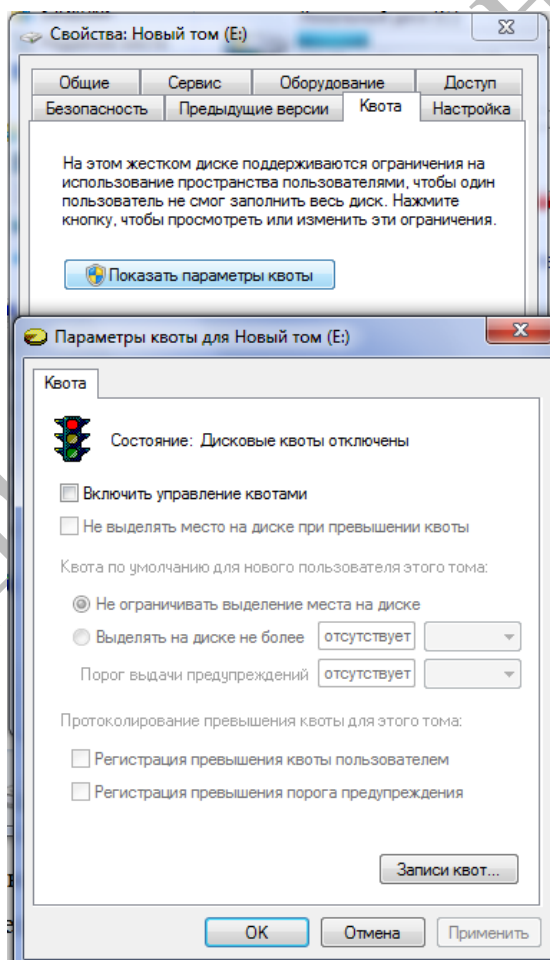 Свойства: Новый том (E:)
Общие Сервис Оборудование Доступ
Безопасность Предыдущие версии Квота Настройка
На этом жестком диске поддерживаются ограничения на
использование пространства пользователями, чтобы один
пользователь не смог заполнить весь диск. Нажмите
кнопку, чтобы просмотреть или изменить эти ограничения.
Показать параметры квоты
Параметры квоты для Новый том (E:)
Квота
Состояние: Дисковые квоты отключены
Включить управление квотами
Не выделять место на диске при превышении квоты
Квота по умолчанию для нового пользователя этого тома:
Не ограничивать выделение места на диске
Выделять на диске не более отсутствует
Порог выдачи предупреждений отсутствует
Протоколирование превышения квоты для этого тома:
Регистрация превышения квоты пользователем
Регистрация превышения порога предупреждения
Записи квот...
OK Отмена Применить